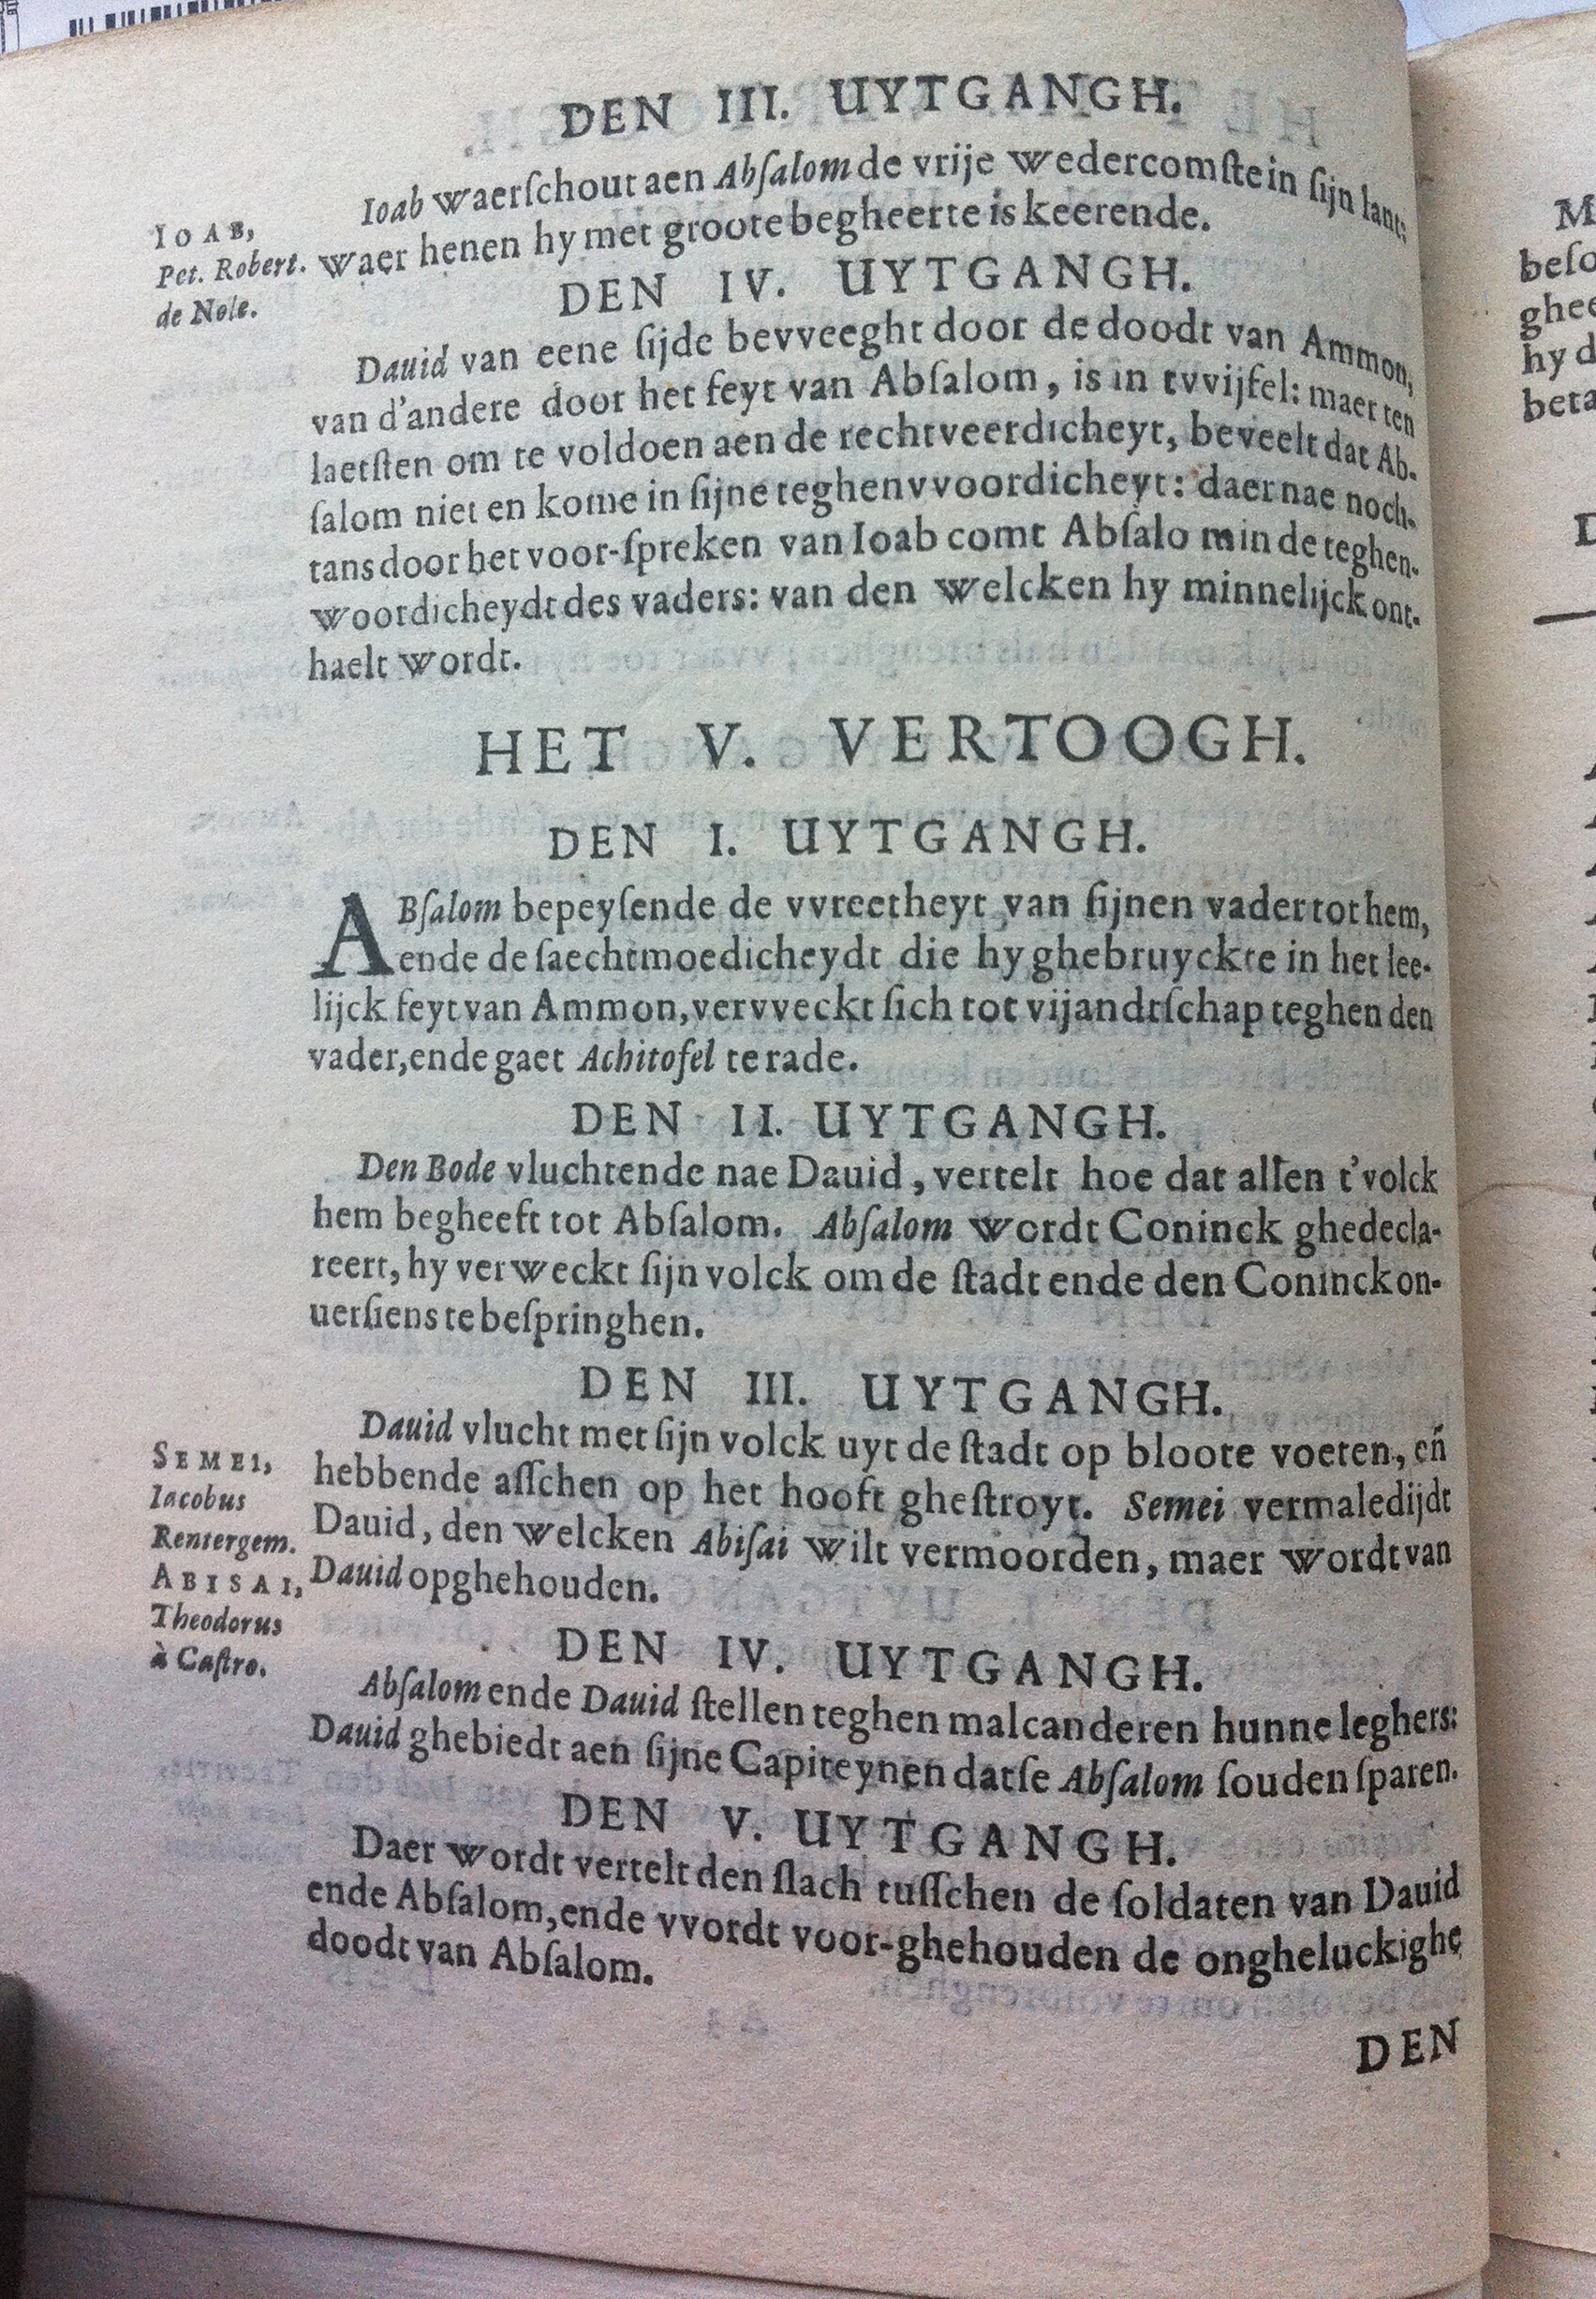 DEN III. UYTGANGH.
Ioab waerſchout aen Abſalom de vrije wedercomſte in ſijn lant:
waer henen hy met groote begheerte is keerende.
IOAB,
Pet. Robert.
de Nole.
DEN IV. UYTGANGH.
Dauid van eene ſijde bevveeght door de doodt van Ammon,
van d'andere door het feyt van Abſalom, is in tvvijfel: maer ten
laetſten om te voldoen aen de rechtveerdicheyt, beveelt dat Ab-
ſalom niet en kome in ſijne teghenvvoordicheyt: daer nae noch-
tans door het voor-ſpreken van Ioab comt Abſalo min de teghen-
woordicheydt des vaders: van den welcken hy minnelijck ont-
haelt wordt.
HET V. VERTOOGH.
DEN I. UYTGANGH.
ABſalom bepeyſende de vvreetheyt van ſijnen vader tot hem,
ende de ſaechtmoedicheydt die hy ghebruyckte in het lee-
lijck feyt van Ammon, vervveckt ſich tot vijandtſchap teghen den
vader, ende gaet Achitofel te rade.
DEN II. UYTGANGH.
Den Bode vluchtende nae Dauid, vertelt hoe dat allen t'volck
hem begheeft tot Abſalom. Abſalom wordt Coninck ghedecla-
reert, hy verweckt ſijn volck om de ſtadt ende den Coninck on-
uerſiens te beſpringhen.
DEN III. UYTGANGH.
Dauid vlucht met ſijn volck uyt de ſtadt op bloote voeten, eñ
hebbende aſſchen op het hooft gheſtroyt. Semei vermaledijdt
Dauid, den welcken Abiſai wilt vermoorden, maer wordt van
Dauid opghehouden.
SEMEI,
Iacobus
Rentergem.
ABISAI,
Theodorus
à Caſtro.
DEN IV. UYTGANGH.
Abſalom ende Dauid ſtellen teghen malcanderen hunne leghers:
Dauid ghebiedt aen ſijne Capiteynen datſe Abſalom ſouden ſparen.
DEN V. UYTGANGH.
Daer wordt vertelt den ſlach tuſſchen de ſoldaten van Dauid
ende Abſalom, ende vvordt voor-ghehouden de ongheluckighe
doodt van Abſalom.
DEN
beſo
ghee
hy d
beta